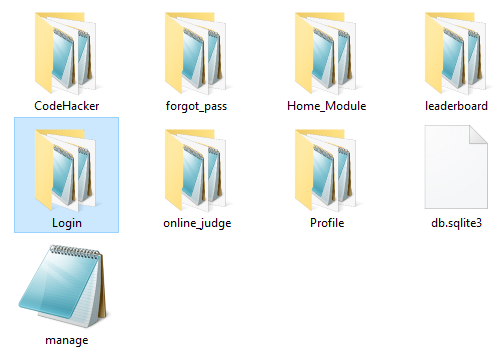 CodeHacker
forgot_pass
Home_Module
leaderboard
Login
online_judge
Profile
db.sqlite3
manage